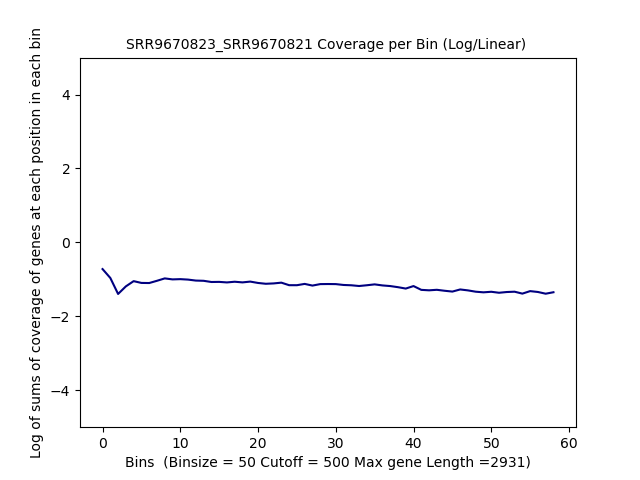 SRR9670823_SRR9670821 Coverage per Bin (Log/Linear)
Log of sums of coverage of genes at each position in each bin
4
2
0
−2
−4
0 10 20 30 40 50 60
Bins  (Binsize = 50 Cutoff = 500 Max gene Length =2931)